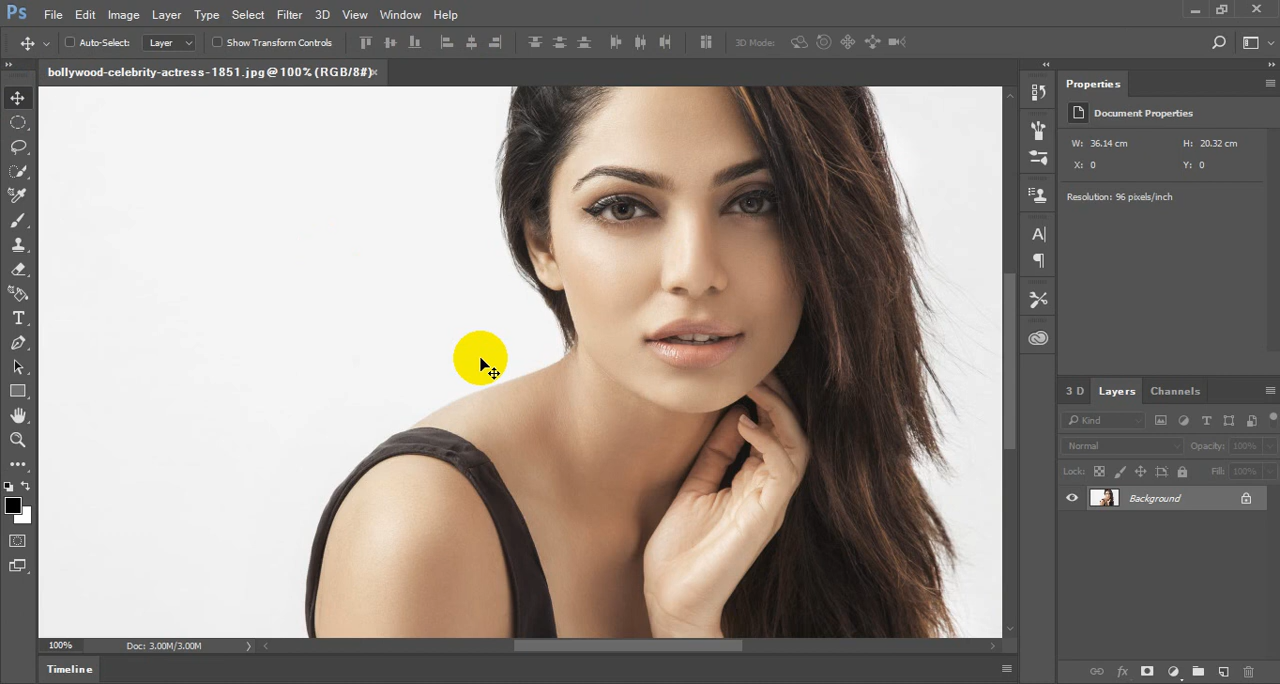 Ps File Edit Image Layer Type Select Filter 3D View Window Help
Auto-Select: Layer Show Transform Controls 3D Mode:
bollywood-celebrity-actress-1851.jpg @ 100% (RGB/8#)
Properties
Document Properties
W: 36.14 cm H: 20.32 cm
X: 0 Y: 0
Resolution: 96 pixels/inch
3D Layers Channels
Kind
Normal Opacity: 100%
Lock: Fill: 100%
Background
100% Doc: 3.00M/3.00M
Timeline